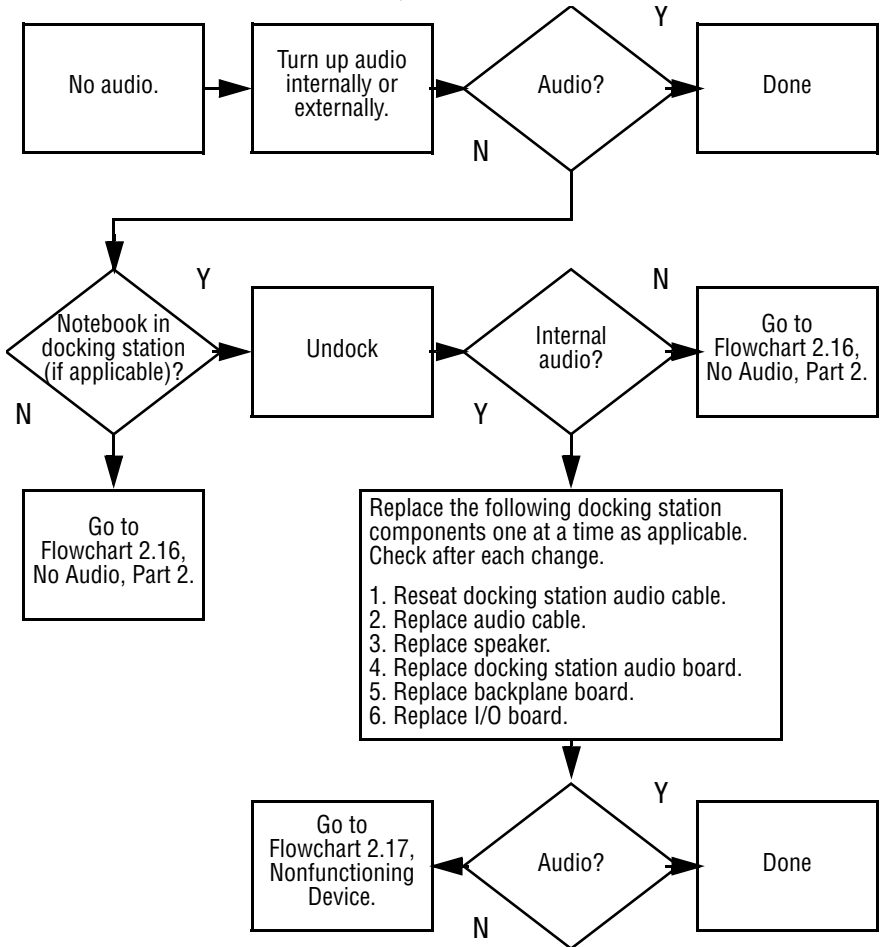 No audio.
Turn up audio
internally or
externally.
Audio?
Y
N
Done
Notebook in
docking station
(if applicable)?
Y
N
Undock
Internal
audio?
N
Y
Go to
Flowchart 2.16,
No Audio, Part 2.
Go to
Flowchart 2.16,
No Audio, Part 2.
Replace the following docking station
components one at a time as applicable.
Check after each change.
1. Reseat docking station audio cable.
2. Replace audio cable.
3. Replace speaker.
4. Replace docking station audio board.
5. Replace backplane board.
6. Replace I/O board.
Go to
Flowchart 2.17,
Nonfunctioning
Device.
Audio?
Y
N
Done